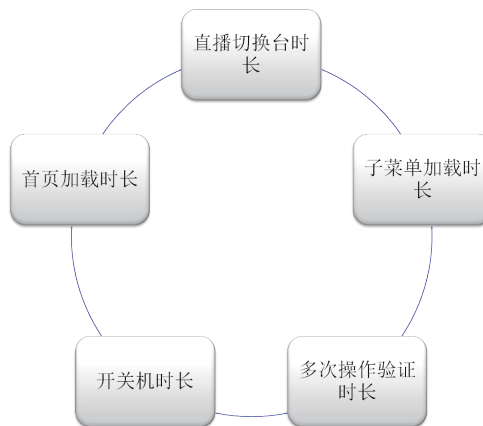 直播切换台时
长
首页加载时长
子菜单加载时
长
开关机时长
多次操作验证
时长